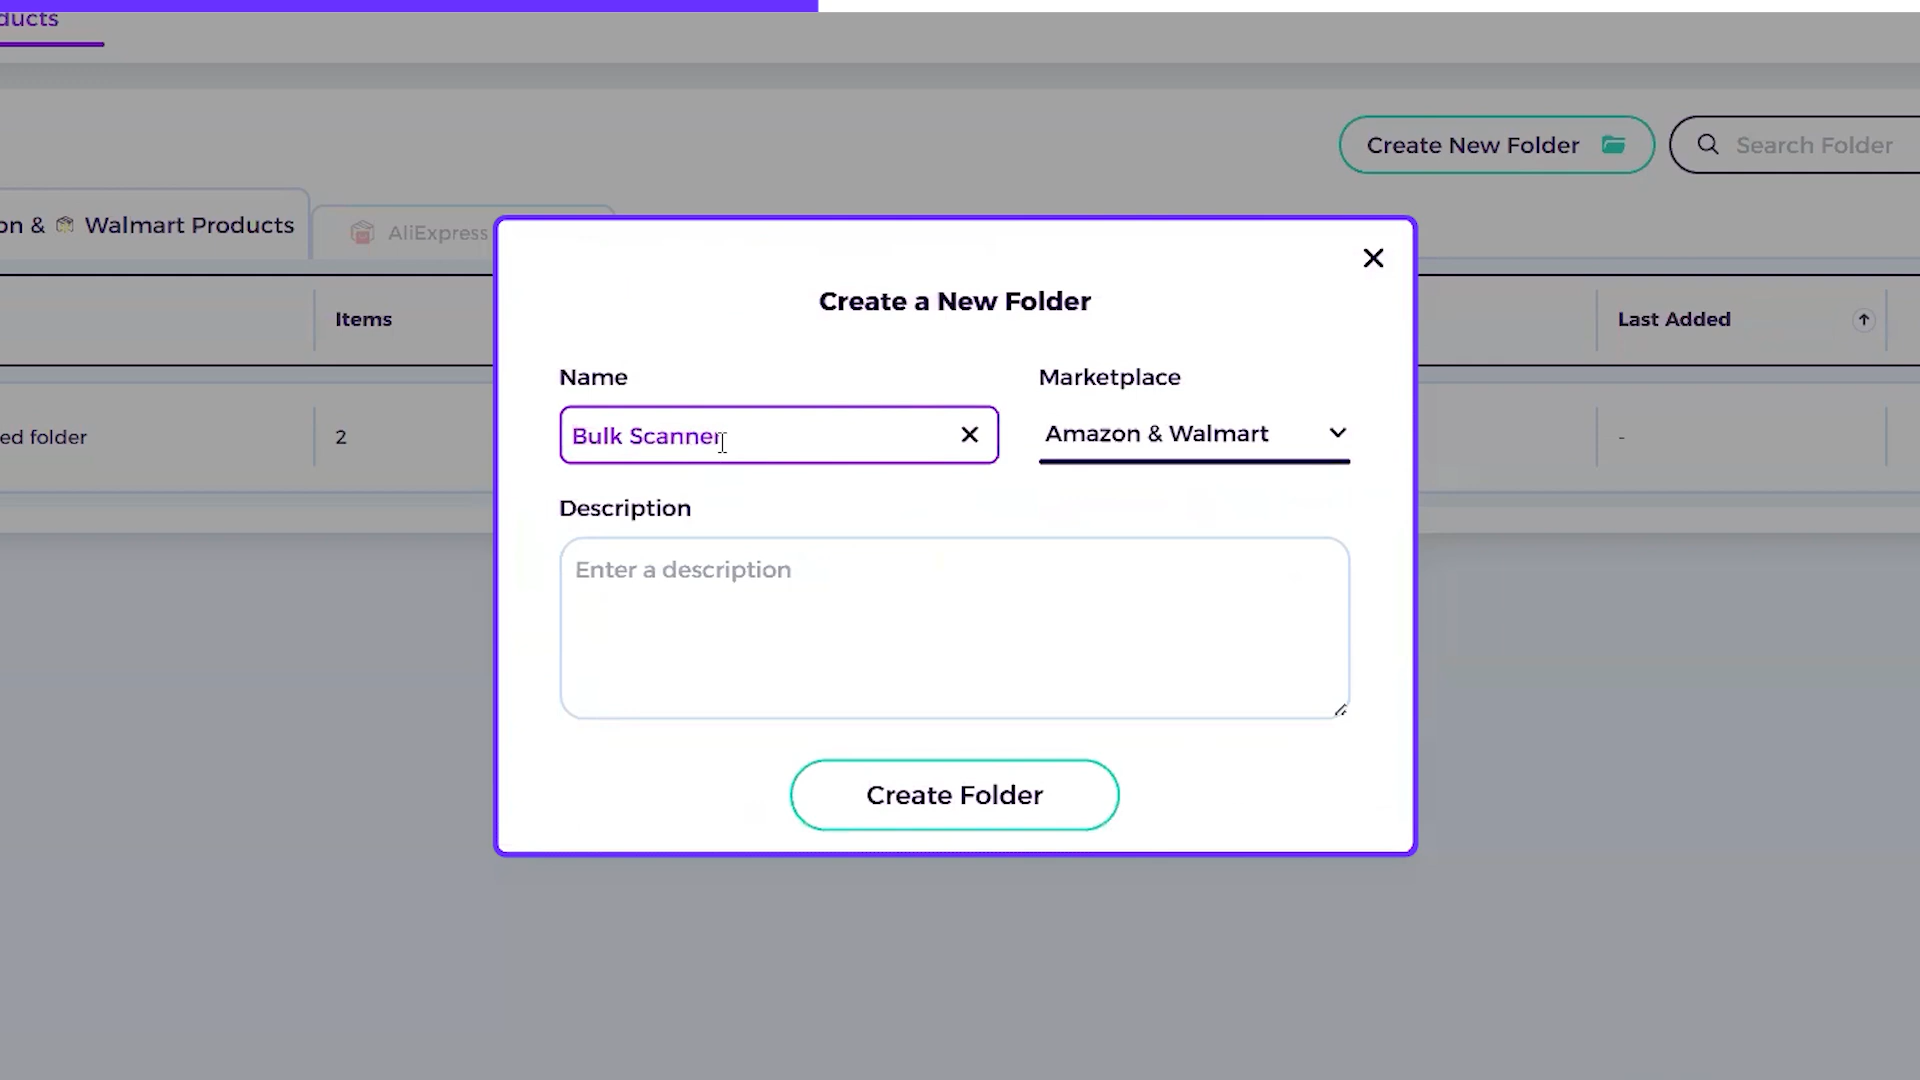 ducts
Create New Folder
Search Folder
on & Walmart Products
AliExpress
Items
Last Added
ed folder
2
-
Create a New Folder
Name
Marketplace
Bulk Scanner
Amazon & Walmart
Description
Enter a description
Create Folder